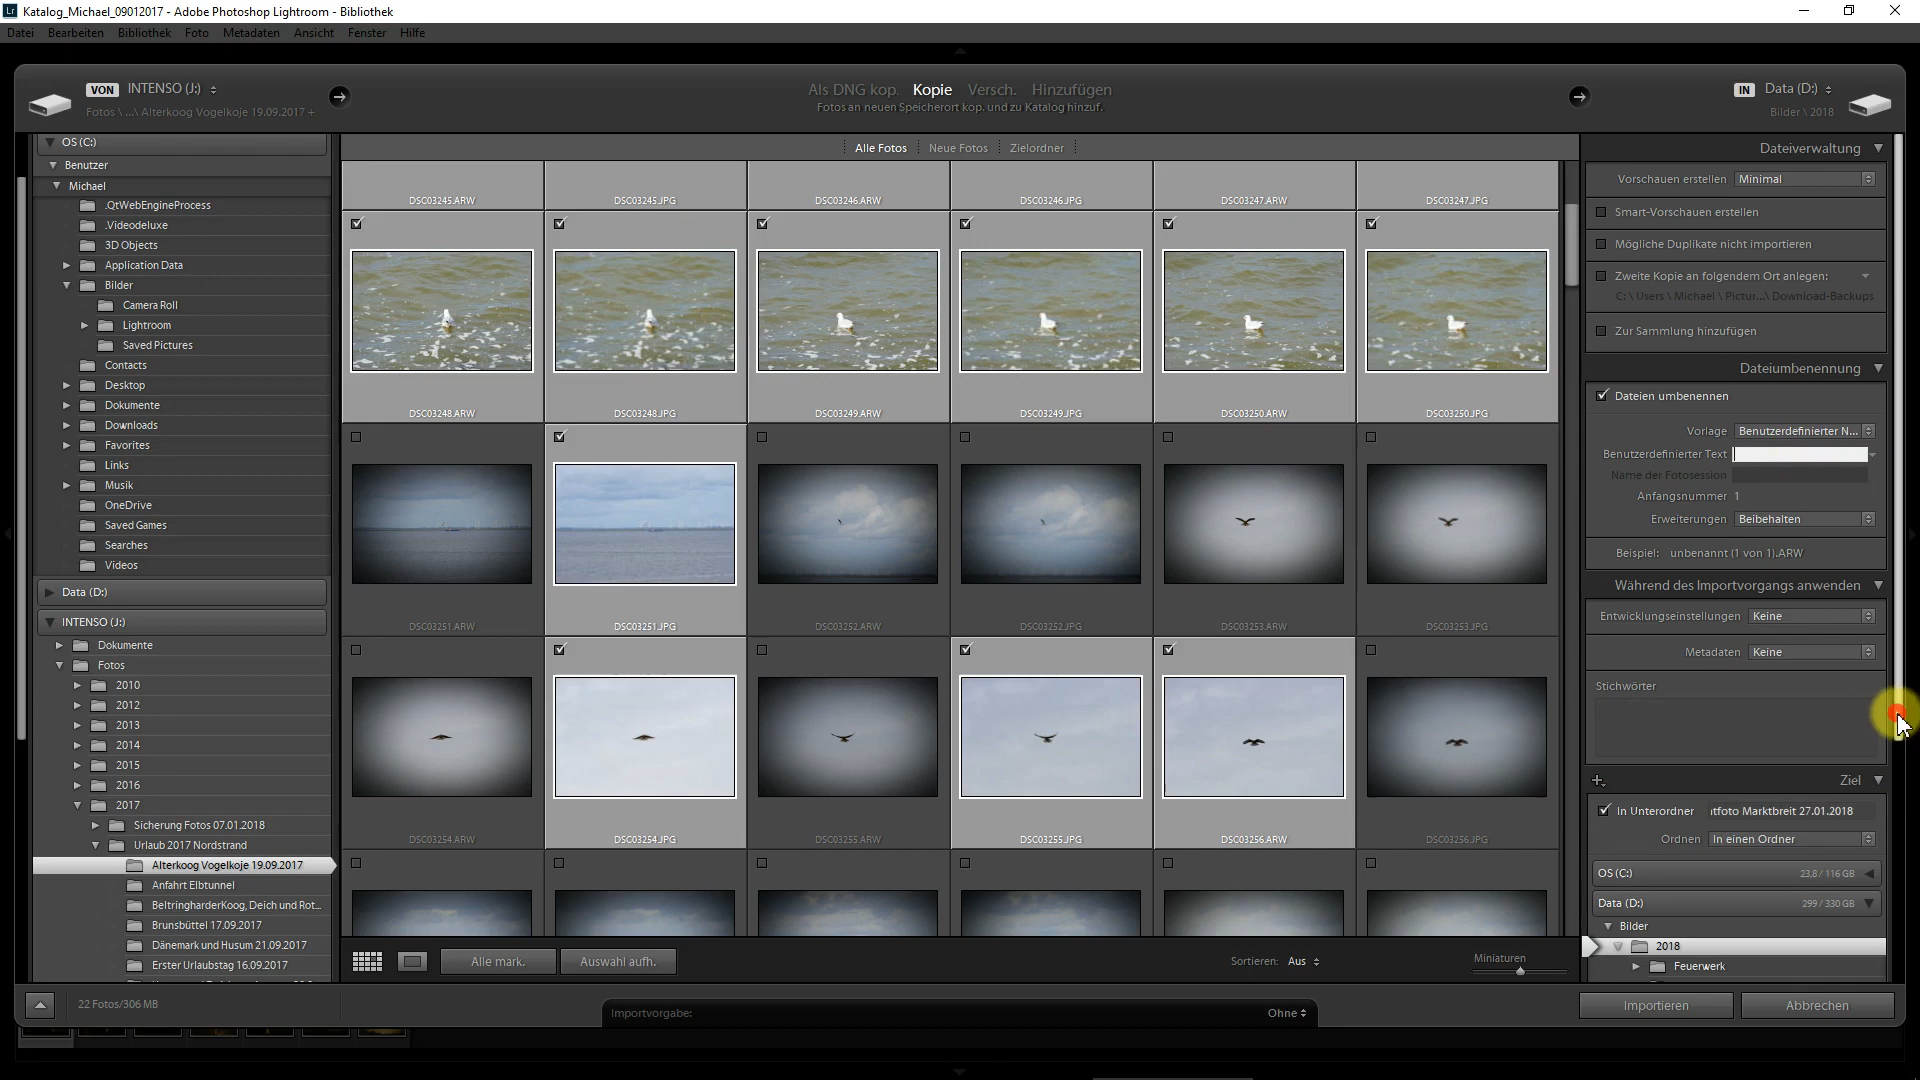 Katalog_Michael_09012017 - Adobe Photoshop Lightroom - Bibliothek
Datei Bearbeiten Bibliothek Foto Metadaten Ansicht Fenster Hilfe
VON INTENSO (J:)
Fotos \ ...\ Alterkoog Vogelkoje 19.09.2017 +
Als DNG kop. Kopie Versch. Hinzufügen
Fotos an neuen Speicherort kop. und zu Katalog hinzuf.
IN Data (D:)
Bilder \ 2018
OS (C:)
Benutzer
Michael
.QtWebEngineProcess
.Videodeluxe
3D Objects
Application Data
Bilder
Camera Roll
Lightroom
Saved Pictures
Contacts
Desktop
Dokumente
Downloads
Favorites
Links
Musik
OneDrive
Saved Games
Searches
Videos
Data (D:)
INTENSO (J:)
Dokumente
Fotos
2010
2012
2013
2014
2015
2016
2017
Sicherung Fotos 07.01.2018
Urlaub 2017 Nordstrand
Alterkoog Vogelkoje 19.09.2017
Anfahrt Elbtunnel
BeltringharderKoog, Deich und Rot...
Brunsbüttel 17.09.2017
Dänemark und Husum 21.09.2017
Erster Urlaubstag 16.09.2017
Alle Fotos Neue Fotos Zielordner
DSC03245.ARW DSC03245.JPG DSC03246.ARW DSC03246.JPG DSC03247.ARW DSC03247.JPG
DSC03248.ARW DSC03248.JPG DSC03249.ARW DSC03249.JPG DSC03250.ARW DSC03250.JPG
DSC03251.ARW DSC03251.JPG DSC03252.ARW DSC03252.JPG DSC03253.ARW DSC03253.JPG
DSC03254.ARW DSC03254.JPG DSC03255.ARW DSC03255.JPG DSC03256.ARW DSC03256.JPG
Alle mark. Auswahl aufh. Sortieren: Aus Miniaturen
Dateiverwaltung
Vorschauen erstellen Minimal
Smart-Vorschauen erstellen
Mögliche Duplikate nicht importieren
Zweite Kopie an folgendem Ort anlegen:
C: \ Users \ Michael \ Pictur...\ Download-Backups
Zur Sammlung hinzufügen
Dateiumbenennung
Dateien umbenennen
Vorlage Benutzerdefinierter N...
Benutzerdefinierter Text
Name der Fotosession
Anfangsnummer 1
Erweiterungen Beibehalten
Beispiel: unbenannt (1 von 1).ARW
Während des Importvorgangs anwenden
Entwicklungseinstellungen Keine
Metadaten Keine
Stichwörter
Ziel
In Unterordner tfoto Marktbreit 27.01.2018
Ordnen In einen Ordner
OS (C:) 23,8 / 116 GB
Data (D:) 299 / 330 GB
Bilder
2018
Feuerwerk
22 Fotos/306 MB
Importvorgabe: Ohne
Importieren Abbrechen